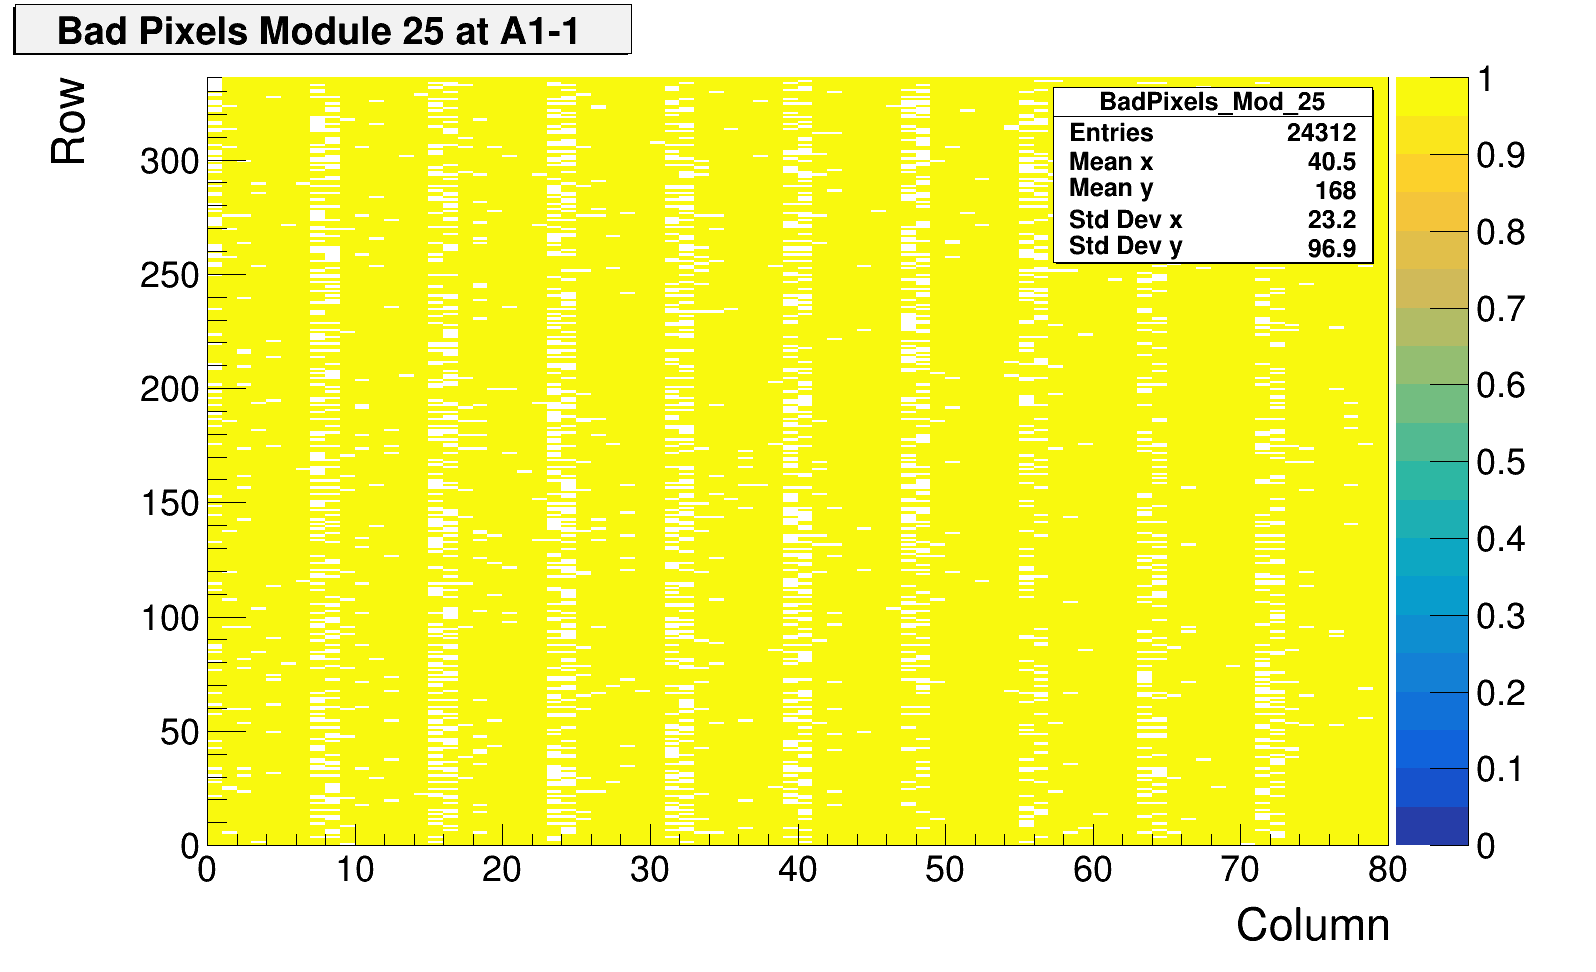 Bad Pixels Module 25 at A1-1
Row
BadPixels_Mod_25
Entries 24312
Mean x 40.5
Mean y 168
Std Dev x 23.2
Std Dev y 96.9
300
250
200
150
100
50
0
0 10 20 30 40 50 60 70 80
Column
1
0.9
0.8
0.7
0.6
0.5
0.4
0.3
0.2
0.1
0